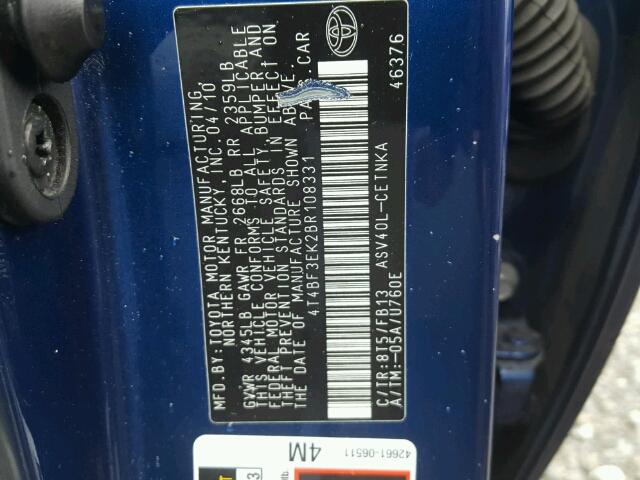 MFD. BY: TOYOTA MOTOR MANUFACTURING,
NORTHERN KENTUCKY, INC. 04/10
GVWR 4345LB GAWR FR 2668LB RR 2359LB
THIS VEHICLE CONFORMS TO ALL APPLICABLE
FEDERAL MOTOR VEHICLE SAFETY, BUMPER AND
THEFT PREVENTION STANDARDS IN EFFECT ON
THE DATE OF MANUFACTURE SHOWN ABOVE.
4T4BF3EK2BR108331 PASS. CAR
C/TR: 8T5/FB13 ASV40L-CETNKA
A/TM: -05A/U760E 46376
4M
42661-06511